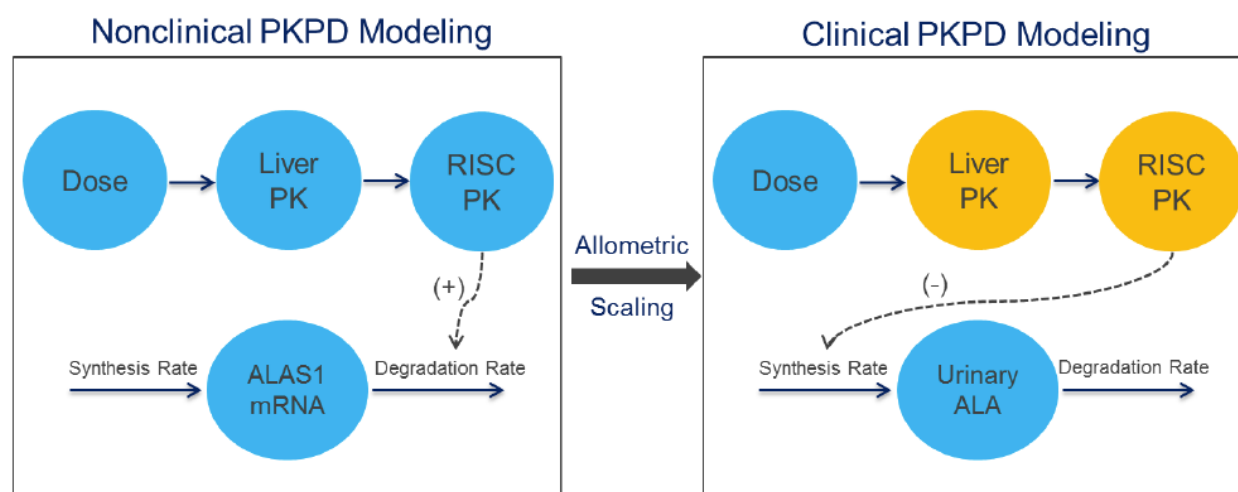 Nonclinical PKPD Modeling
Dose
Liver
PK
RISC
PK
(+)
Synthesis Rate
ALAS1
mRNA
Degradation Rate
Allometric
Scaling
Clinical PKPD Modeling
Dose
Liver
PK
RISC
PK
(-)
Synthesis Rate
Urinary
ALA
Degradation Rate